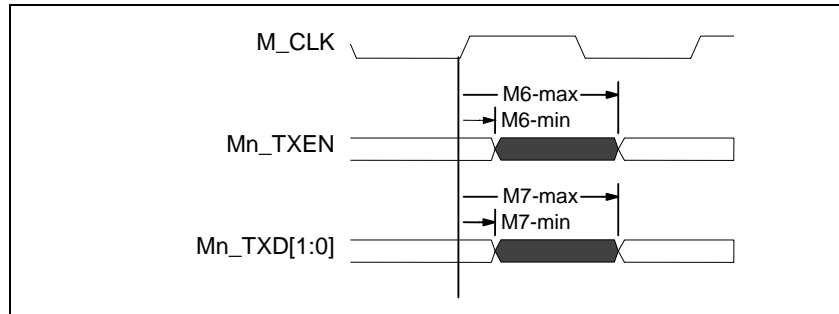 M_CLK
M6-max
M6-min
Mn_TXEN
M7-max
M7-min
Mn_TXD[1:0]